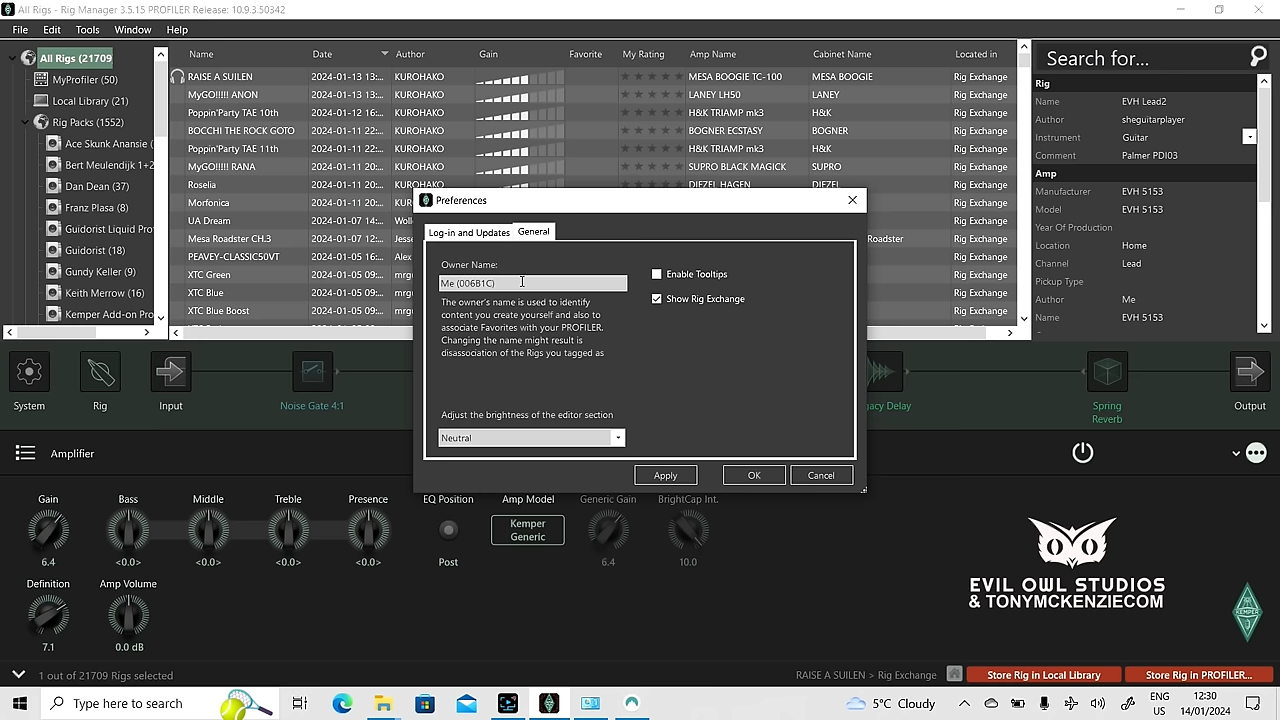 All Rigs - Rig Manager 3.5.15 PROFILER Release: 10.9.3.50342
File Edit Tools Window Help
All Rigs (21709
MyProfiler (50)
Local Library (21)
Rig Packs (1552)
Ace Skunk Anansie (
Bert Meulendijk 1+2
Dan Dean (37)
Franz Plasa (8)
Guidorist Liquid Pro
Guidorist (18)
Gundy Keller (9)
Keith Merrow (16)
Kemper Add-on Pro
Name Date Author Gain Favorite My Rating Amp Name Cabinet Name Located in
RAISE A SUILEN 2024-01-13 13:... KUROHAKO MESA BOOGIE TC-100 MESA BOOGIE Rig Exchange
MyGO!!!!! ANON 2024-01-13 13:... KUROHAKO LANEY LH50 LANEY Rig Exchange
Poppin'Party TAE 10th 2024-01-12 16:... KUROHAKO H&K TRIAMP mk3 H&K Rig Exchange
BOCCHI THE ROCK GOTO 2024-01-11 22:... KUROHAKO BOGNER ECSTASY BOGNER Rig Exchange
Poppin'Party TAE 11th 2024-01-11 22:... KUROHAKO H&K TRIAMP mk3 H&K Rig Exchange
MyGO!!!!! RANA 2024-01-11 20:... KUROHAKO SUPRO BLACK MAGICK SUPRO Rig Exchange
Roselia 2024-01-11 20:... KUROHAKO DIEZEL HAGEN DIEZEL Rig Exchange
Morfonica 2024-01-11 20:... Rig Exchange
UA Dream 2024-01-07 14:... Rig Exchange
Mesa Roadster CH.3 2024-01-07 12:... Roadster Rig Exchange
PEAVEY-CLASSIC50VT 2024-01-05 16:... Alex Rig Exchange
XTC Green 2024-01-05 09:... Rig Exchange
XTC Blue 2024-01-05 09:... Rig Exchange
XTC Blue Boost 2024-01-05 09:... Rig Exchange
Search for...
Rig
Name EVH Lead2
Author sheguitarplayer
Instrument Guitar
Comment Palmer PDI03
Amp
Manufacturer EVH 5153
Model EVH 5153
Year Of Production
Location Home
Channel Lead
Pickup Type
Author Me
Name EVH 5153
Preferences
Log-in and Updates General
Owner Name:
Me (006B1C)
The owner's name is used to identify
content you create yourself and also to
associate Favorites with your PROFILER.
Changing the name might result is
disassociation of the Rigs you tagged as
Enable Tooltips
Show Rig Exchange
Adjust the brightness of the editor section
Neutral
Apply OK Cancel
System Rig Input Noise Gate 4:1 gacy Delay Spring Output
Reverb
Amplifier
Gain Bass Middle Treble Presence EQ Position Amp Model Generic Gain BrightCap Int.
Kemper
Generic
6.4 <0.0> <0.0> <0.0> <0.0> Post 6.4 10.0
Definition Amp Volume
7.1 0.0 dB
EVIL OWL STUDIOS
& TONYMCKENZIECOM
KEMPER
1 out of 21709 Rigs selected RAISE A SUILEN > Rig Exchange Store Rig in Local Library Store Rig in PROFILER...
Type here to search
5°C Cloudy
ENG
US
12:30
14/01/2024